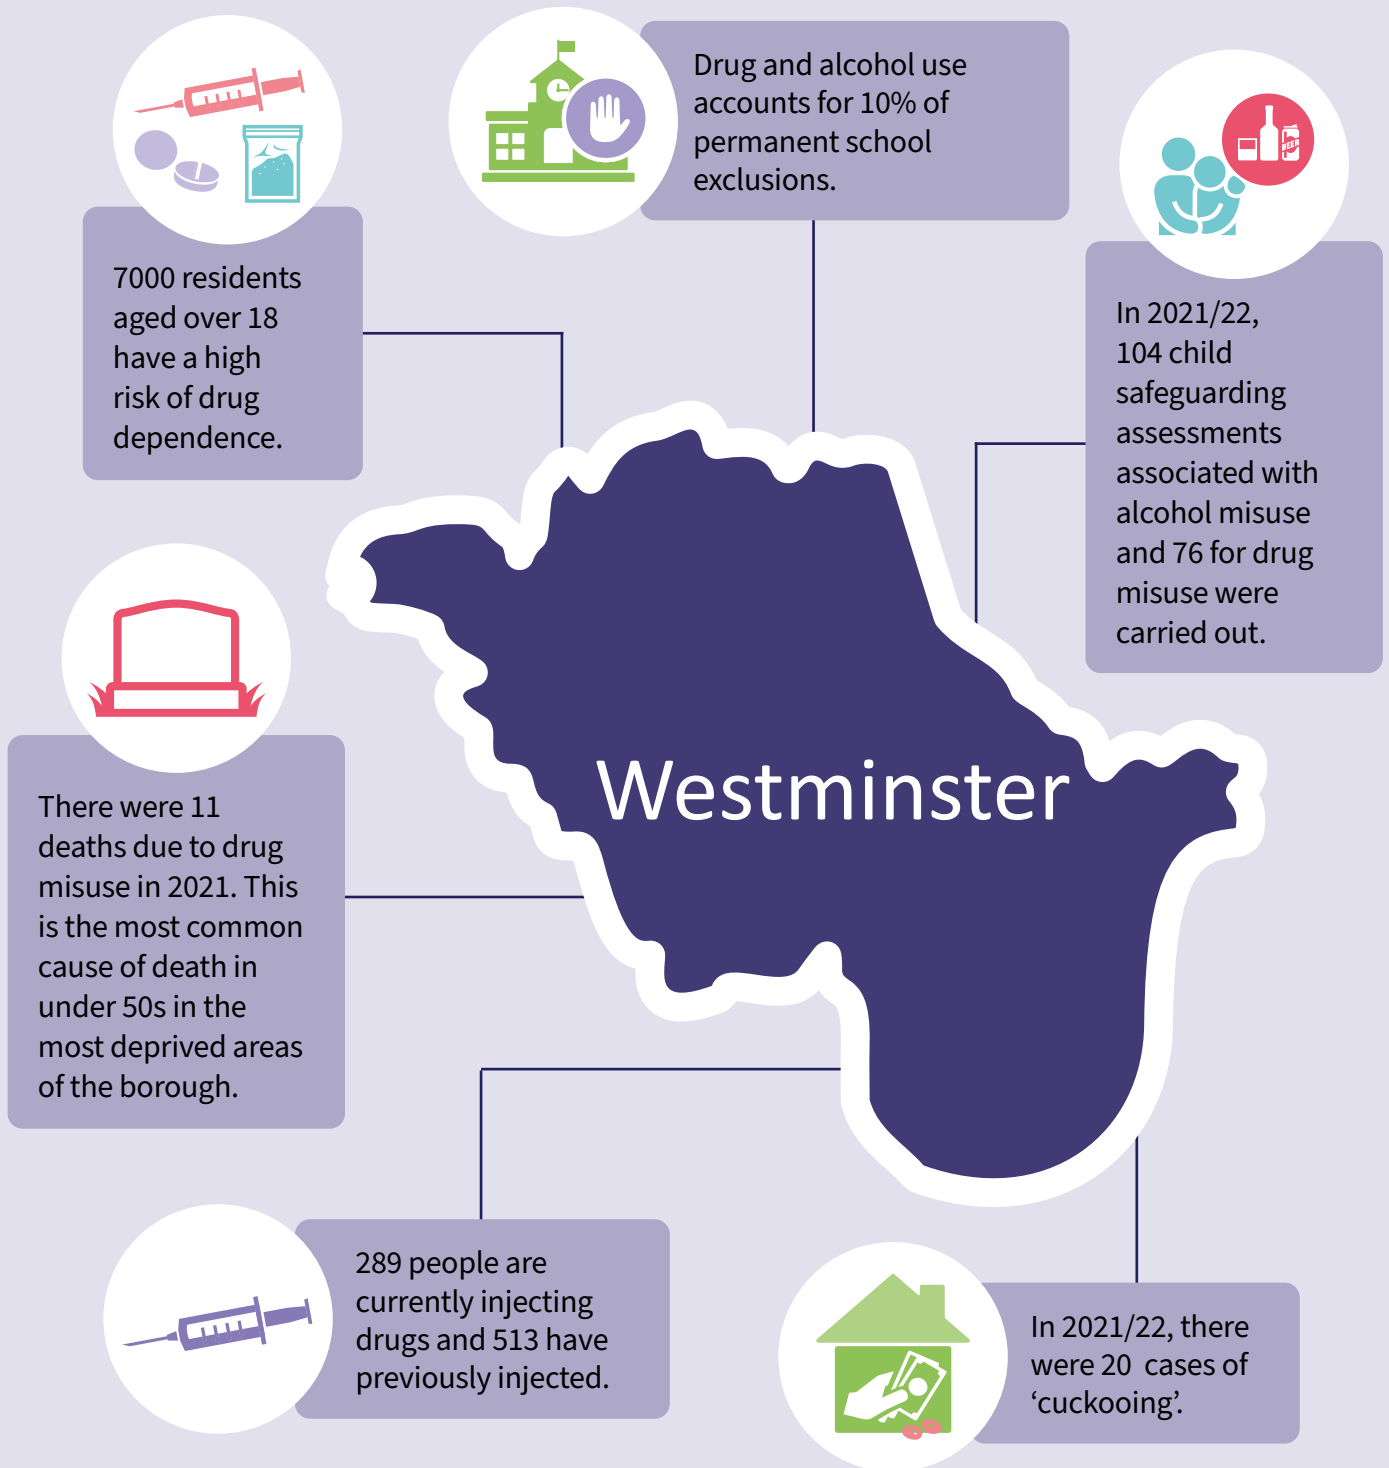 Drug and alcohol use
accounts for 10% of
permanent school
exclusions.
7000 residents
aged over 18
have a high
risk of drug
dependence.
BEER
In 2021/22,
104 child
safeguarding
assessments
associated with
alcohol misuse
and 76 for drug
misuse were
carried out.
Westminster
There were 11
deaths due to drug
misuse in 2021. This
is the most common
cause of death in
under 50s in the
most deprived areas
of the borough.
289 people are
currently injecting
drugs and 513 have
previously injected.
In 2021/22, there
were 20 cases of
‘cuckooing’.